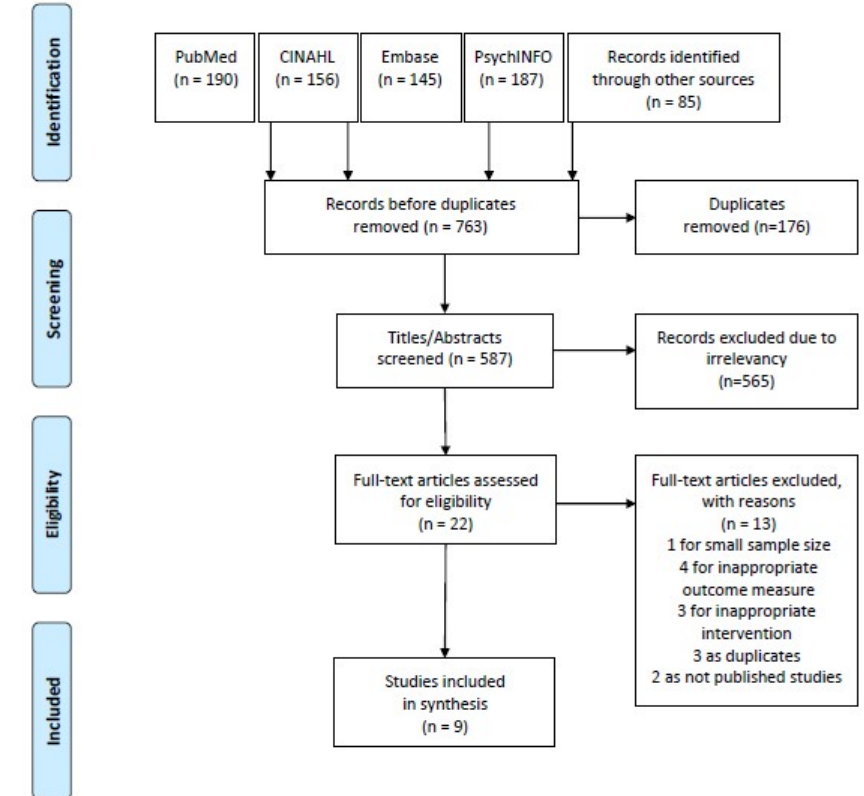 Identification
PubMed
(n = 190)
CINAHL
(n = 156)
Embase
(n = 145)
PsychINFO
(n = 187)
Records identified
through other sources
(n = 85)
Records before duplicates
removed (n = 763)
Duplicates
removed (n=176)
Screening
Titles/Abstracts
screened (n = 587)
Records excluded due to
irrelevancy
(n=565)
Eligibility
Full-text articles assessed
for eligibility
(n = 22)
Full-text articles excluded,
with reasons
(n = 13)
1 for small sample size
4 for inappropriate
outcome measure
3 for inappropriate
intervention
3 as duplicates
2 as not published studies
Included
Studies included
in synthesis
(n = 9)